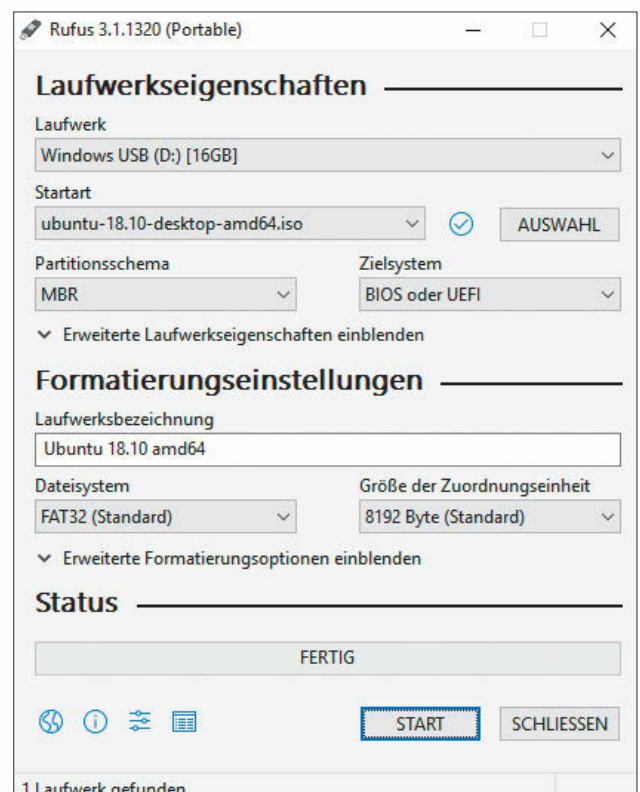 Rufus 3.1.1320 (Portable)
Laufwerkseigenschaften
Laufwerk
Windows USB (D:) [16GB]
Startart
ubuntu-18.10-desktop-amd64.iso
AUSWAHL
Partitionsschema
Zielsystem
MBR
BIOS oder UEFI
Erweiterte Laufwerkseigenschaften einblenden
Formatierungseinstellungen
Laufwerksbezeichnung
Ubuntu 18.10 amd64
Dateisystem
Größe der Zuordnungseinheit
FAT32 (Standard)
8192 Byte (Standard)
Erweiterte Formatierungsoptionen einblenden
Status
FERTIG
START
SCHLIESSEN
1 Laufwerk gefunden